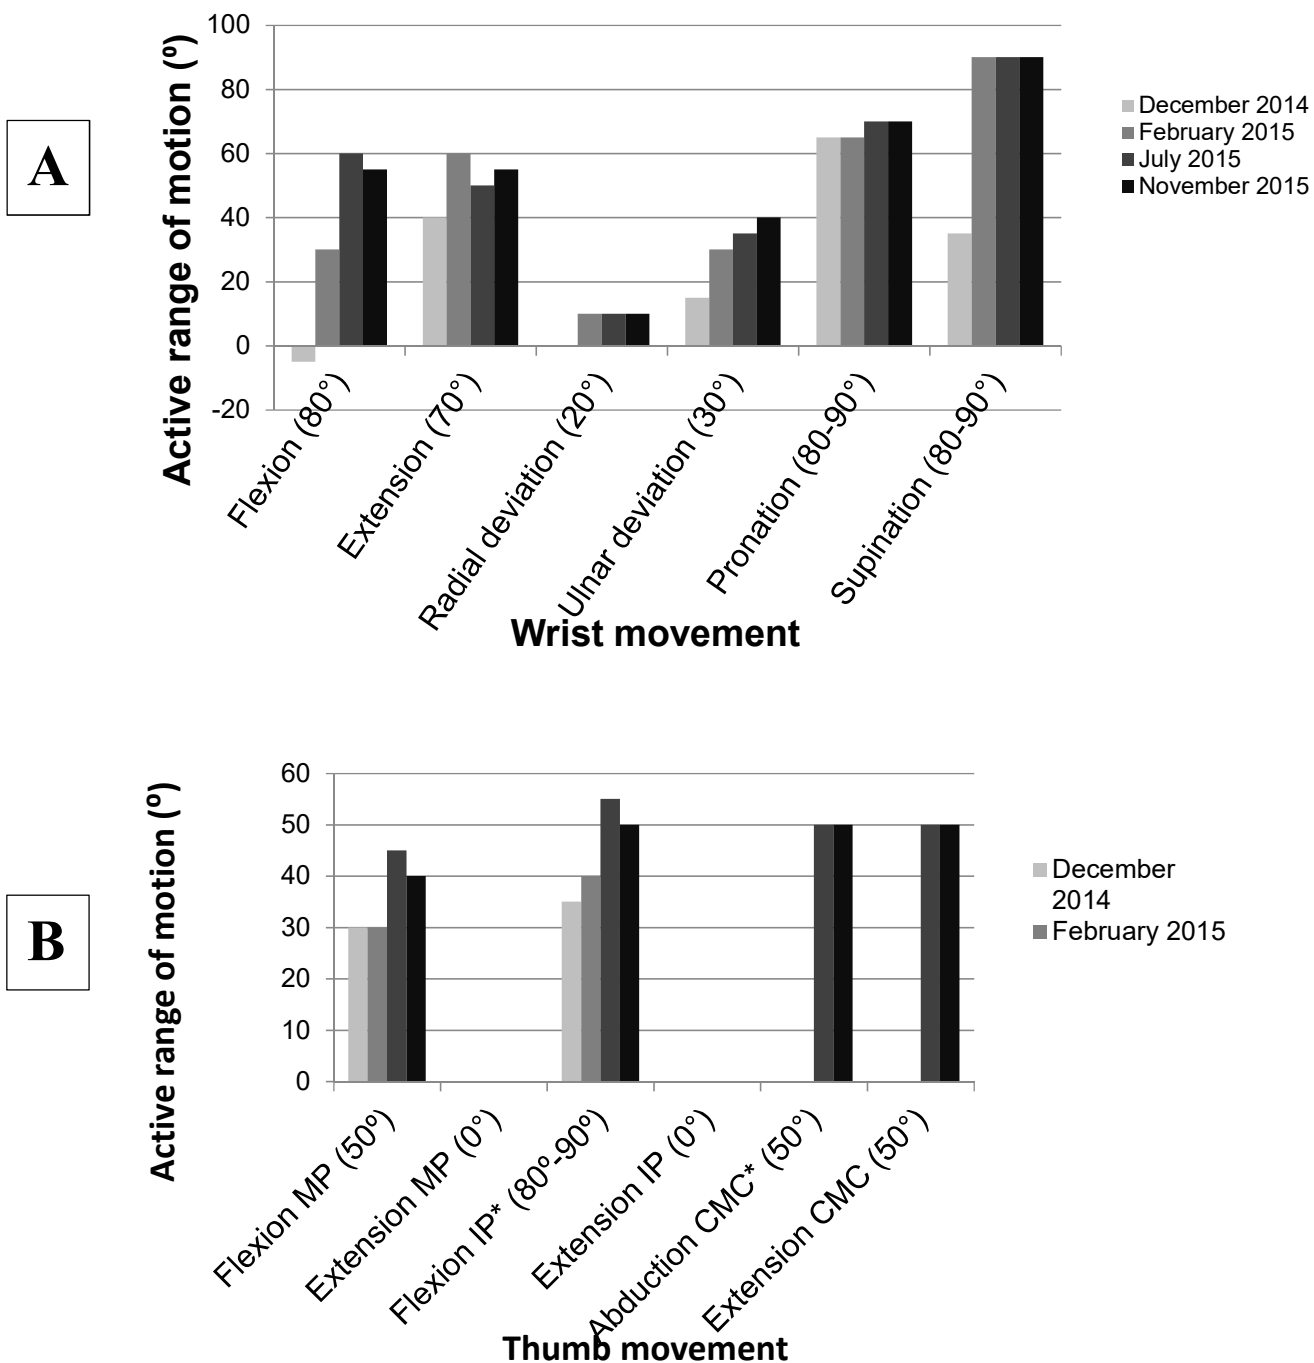 A
Active range of motion (º)
100
80
60
40
20
0
-20
Flexion (80°)
Extension (70°)
Radial deviation (20°)
Ulnar deviation (30°)
Pronation (80-90°)
Supination (80-90°)
Wrist movement
December 2014
February 2015
July 2015
November 2015
B
Active range of motion (º)
60
50
40
30
20
10
0
Flexion MP (50º)
Extension MP (0°)
Flexion IP* (80º-90º)
Extension IP (0°)
Abduction CMC* (50°)
Extension CMC (50°)
Thumb movement
December
2014
February 2015